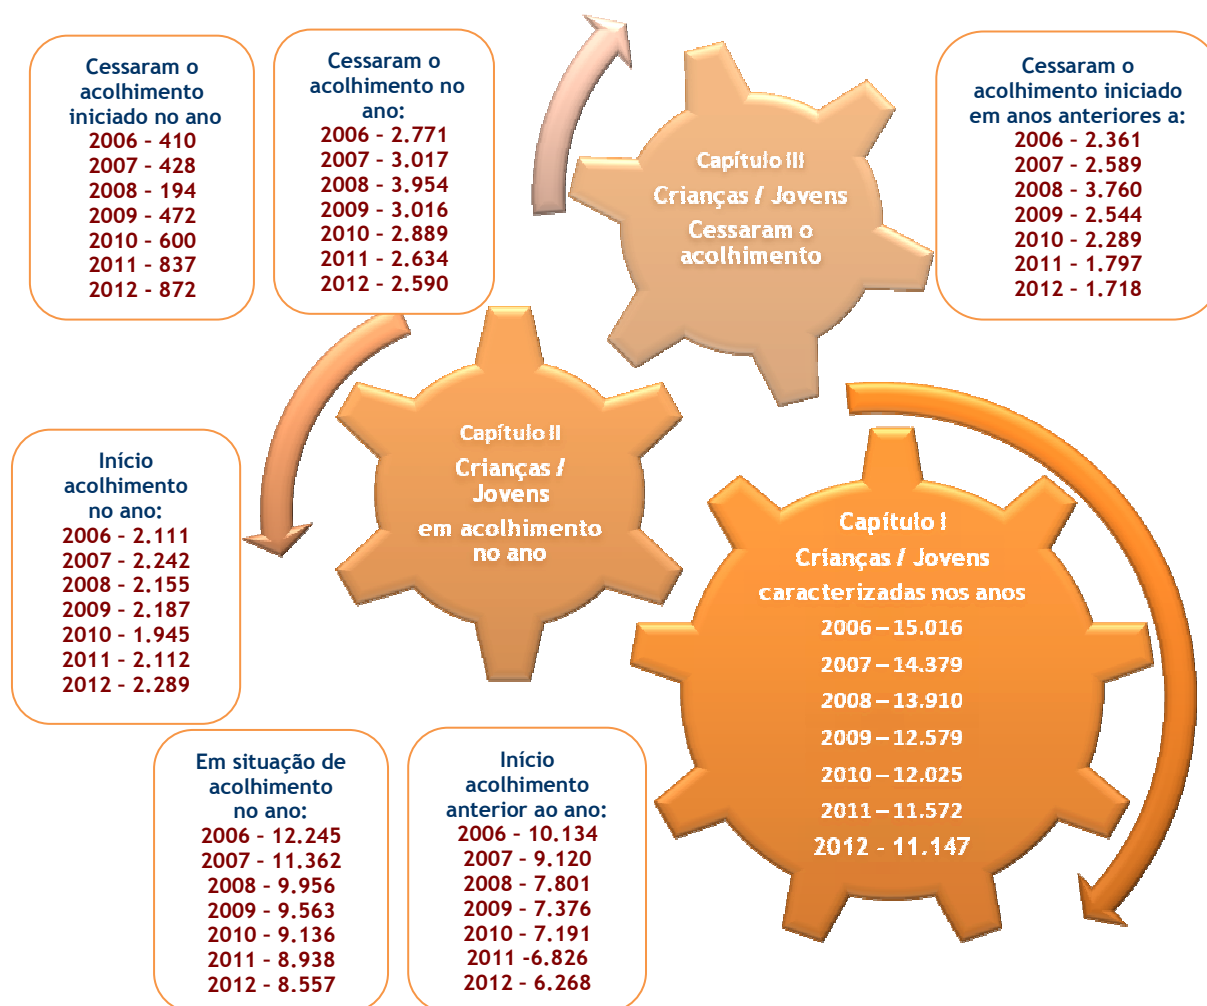 Cessaram o
acolhimento
iniciado no ano
2006 - 410
2007 - 428
2008 - 194
2009 - 472
2010 - 600
2011 - 837
2012 - 872
Cessaram o
acolhimento no
ano:
2006 - 2.771
2007 - 3.017
2008 - 3.954
2009 - 3.016
2010 - 2.889
2011 - 2.634
2012 - 2.590
Capítulo III
Crianças / Jovens
Cessaram o
acolhimento
Cessaram o
acolhimento iniciado
em anos anteriores a:
2006 - 2.361
2007 - 2.589
2008 - 3.760
2009 - 2.544
2010 - 2.289
2011 - 1.797
2012 - 1.718
Capítulo II
Crianças /
Jovens
em acolhimento
no ano
Início
acolhimento
no ano:
2006 - 2.111
2007 - 2.242
2008 - 2.155
2009 - 2.187
2010 - 1.945
2011 - 2.112
2012 - 2.289
Capítulo I
Crianças / Jovens
caracterizadas nos anos
2006 – 15.016
2007 – 14.379
2008 – 13.910
2009 – 12.579
2010 – 12.025
2011 – 11.572
2012 - 11.147
Em situação de
acolhimento
no ano:
2006 - 12.245
2007 - 11.362
2008 - 9.956
2009 - 9.563
2010 - 9.136
2011 - 8.938
2012 - 8.557
Início
acolhimento
anterior ao ano:
2006 - 10.134
2007 - 9.120
2008 - 7.801
2009 - 7.376
2010 - 7.191
2011 -6.826
2012 - 6.268